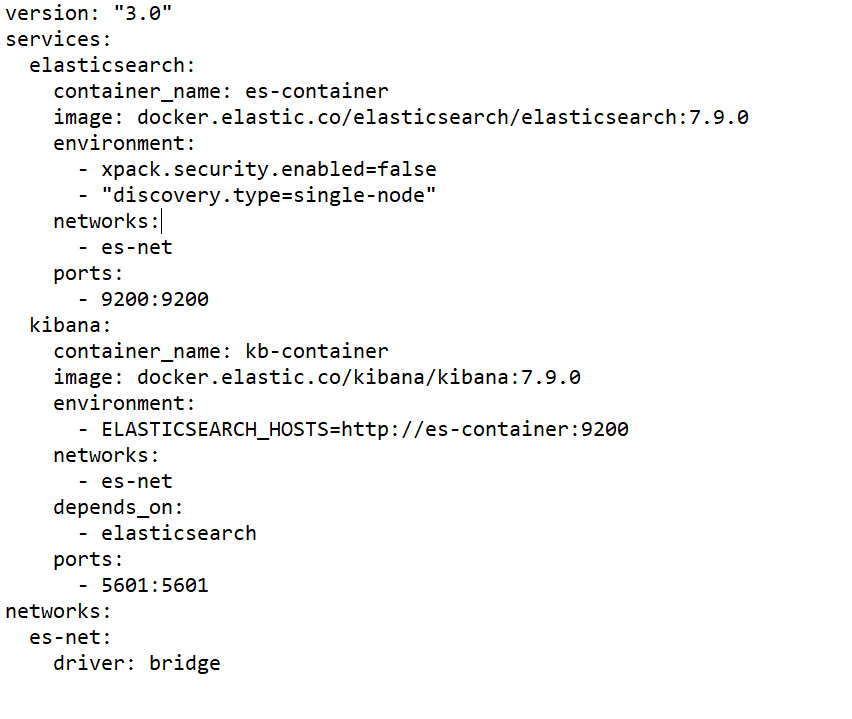 version: "3.0"
services:
  elasticsearch:
    container_name: es-container
    image: docker.elastic.co/elasticsearch/elasticsearch:7.9.0
    environment:
      - xpack.security.enabled=false
      - "discovery.type=single-node"
    networks:
      - es-net
    ports:
      - 9200:9200
  kibana:
    container_name: kb-container
    image: docker.elastic.co/kibana/kibana:7.9.0
    environment:
      - ELASTICSEARCH_HOSTS=http://es-container:9200
    networks:
      - es-net
    depends_on:
      - elasticsearch
    ports:
      - 5601:5601
networks:
  es-net:
    driver: bridge